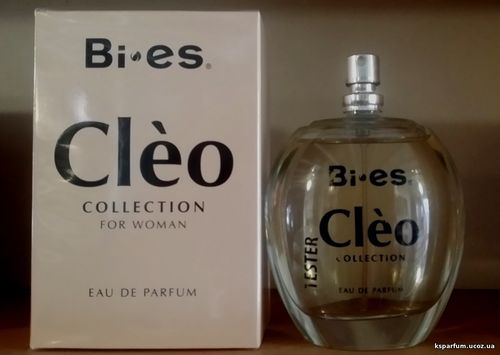 Bi-es®
Clèo
COLLECTION
FOR WOMAN
EAU DE PARFUM
Bi-es®
Clèo
COLLECTION
EAU DE PARFUM
TESTER
ksparfum.ucoz.ua